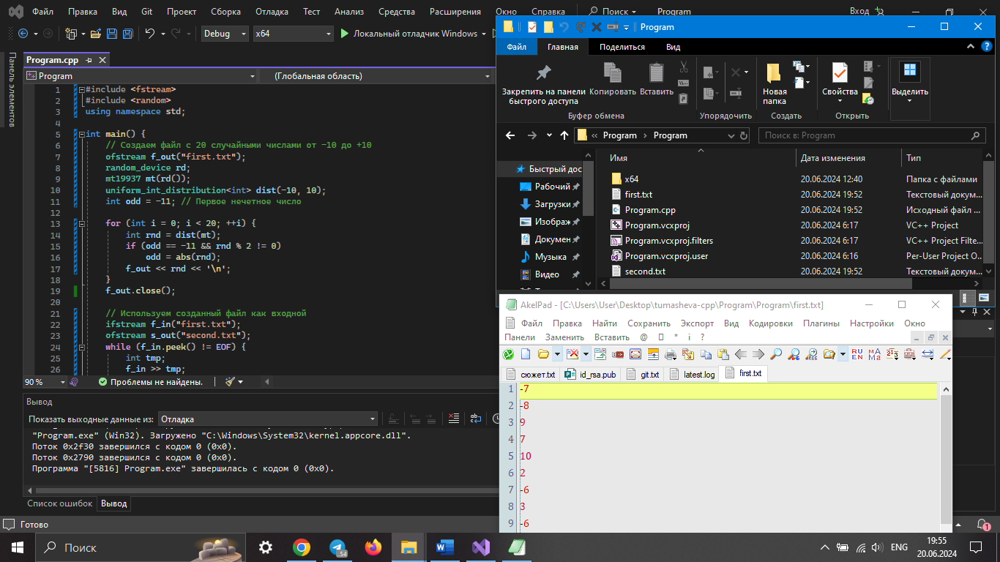 Файл Правка Вид Git Проект Сборка Отладка Тест Анализ Средства Расширения Окно Справка Поиск Program Вход
Debug x64 Локальный отладчик Windows
Панель элементов
Program.cpp
Program (Глобальная область)
1 #include <fstream>
2 #include <random>
3 using namespace std;
4
5 int main() {
6 // Создаем файл с 20 случайными числами от -10 до +10
7 ofstream f_out("first.txt");
8 random_device rd;
9 mt19937 mt(rd());
10 uniform_int_distribution<int> dist(-10, 10);
11 int odd = -11; // Первое нечетное число
12
13 for (int i = 0; i < 20; ++i) {
14 int rnd = dist(mt);
15 if (odd == -11 && rnd % 2 != 0)
16 odd = abs(rnd);
17 f_out << rnd << '\n';
18 }
19 f_out.close();
20
21 // Используем созданный файл как входной
22 ifstream f_in("first.txt");
23 ofstream s_out("second.txt");
24 while (f_in.peek() != EOF) {
25 int tmp;
26 f_in >> tmp;
90 % Проблемы не найдены.
Вывод
Показать выходные данные из: Отладка
"Program.exe" (Win32). Загружено "C:\Windows\System32\kernel.appcore.dll".
Поток 0x2f30 завершился с кодом 0 (0x0).
Поток 0x2790 завершился с кодом 0 (0x0).
Программа "[5816] Program.exe" завершилась с кодом 0 (0x0).
Список ошибок Вывод
Готово
1
Program
Файл Главная Поделиться Вид
Закрепить на панели быстрого доступа
Копировать
Вставить
Новая папка
Свойства
Выделить
Буфер обмена Упорядочить Создать Открыть
« Program › Program
Поиск в: Program
Быстрый дос
Рабочий
Загрузки
Изображ
Докумен
Музыка
Видео
Имя Дата изменения Тип
x64 20.06.2024 12:40 Папка с файлами
first.txt 20.06.2024 19:52 Текстовый докум...
Program.cpp 20.06.2024 19:52 Исходный файл ...
Program.vcxproj 20.06.2024 6:17 VC++ Project
Program.vcxproj.filters 20.06.2024 6:17 VC++ Project Filte...
Program.vcxproj.user 20.06.2024 6:16 Per-User Project O...
second.txt 20.06.2024 19:52 Текстовый докум...
AkelPad - [C:\Users\User\Desktop\tumasheva-cpp\Program\Program\first.txt]
Файл Правка Найти Сохранить Экспорт Вид Кодировки Плагины Настройки Окно
Панели Заменить Вставить @ * i ?
сюжет.txt id_rsa.pub git.txt latest.log first.txt
1 -7
2 -8
3 9
4 7
5 10
6 2
7 -6
8 3
9 -6
Поиск
.54
ENG
19:55
20.06.2024